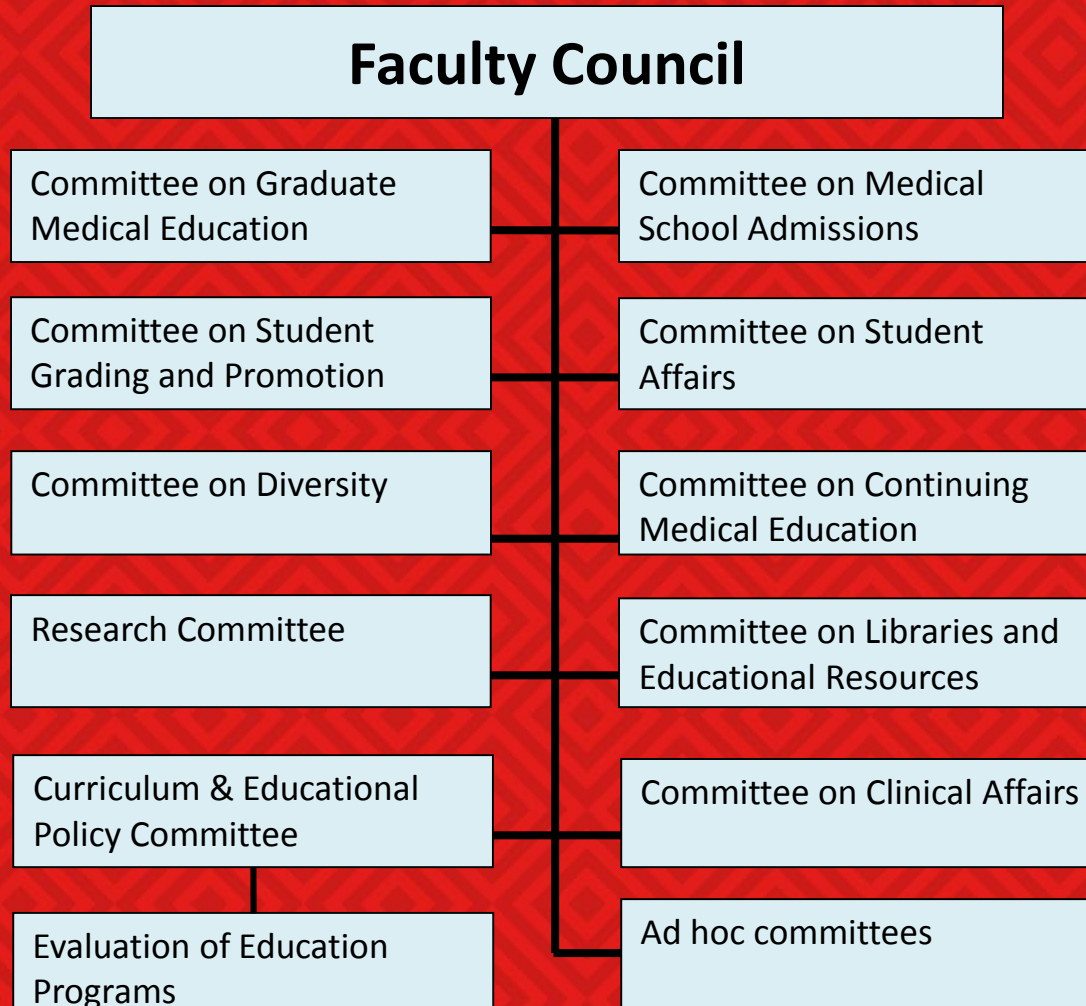 Faculty Council
Committee on Graduate
Medical Education
Committee on Medical
School Admissions
Committee on Student
Grading and Promotion
Committee on Student
Affairs
Committee on Diversity
Committee on Continuing
Medical Education
Research Committee
Committee on Libraries and
Educational Resources
Curriculum & Educational
Policy Committee
Committee on Clinical Affairs
Evaluation of Education
Programs
Ad hoc committees